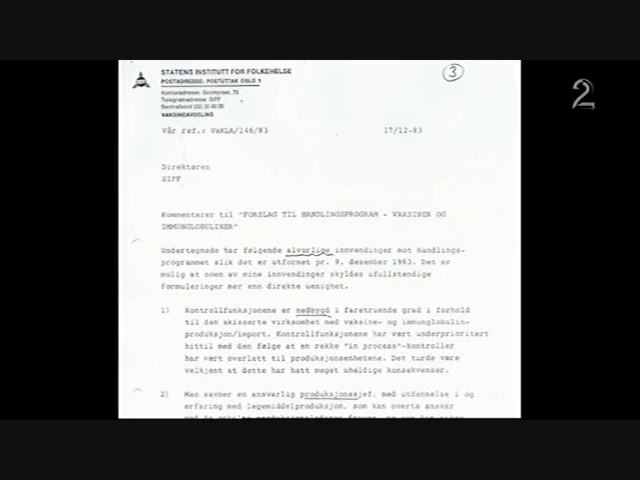 STATENS INSTITUTT FOR FOLKEHELSE
POSTADRESSE: POSTUTTAK OSLO 1
Kontoradresse: Geitmyrsvn. 75
Telegramadresse: SIFF
Sentralbord (02) 35 60 20
VAKSINEAVDELING
3
2
Vår ref.: VaKLA/146/83 17/12-83
Direktøren
SIFF
Kommentarer til "FORSLAG TIL HANDLINGSPROGRAM - VAKSINER OG
IMMUNGLOBULINER"
Undertegnede har følgende alvorlige innvendinger mot Handlings-
programmet slik det er utformet pr. 9. desember 1983. Det er
mulig at noen av mine innvendinger skyldes ufullstendige
formuleringer mer enn direkte uenighet.
1) Kontrollfunksjonene er nedbygd i faretruende grad i forhold
til den skisserte virksomhet med vaksine- og immunglobulin-
produksjon/import. Kontrollfunksjonene har vært underprioritert
hittil med den følge at en rekke "in process"-kontroller
har vært overlatt til produksjonsenhetene. Det turde være
velkjent at dette har hatt meget uheldige konsekvenser.
2) Man savner en ansvarlig produksjonssjef, med utdannelse i og
erfaring med legemiddelproduksjon, som kan overta ansvar